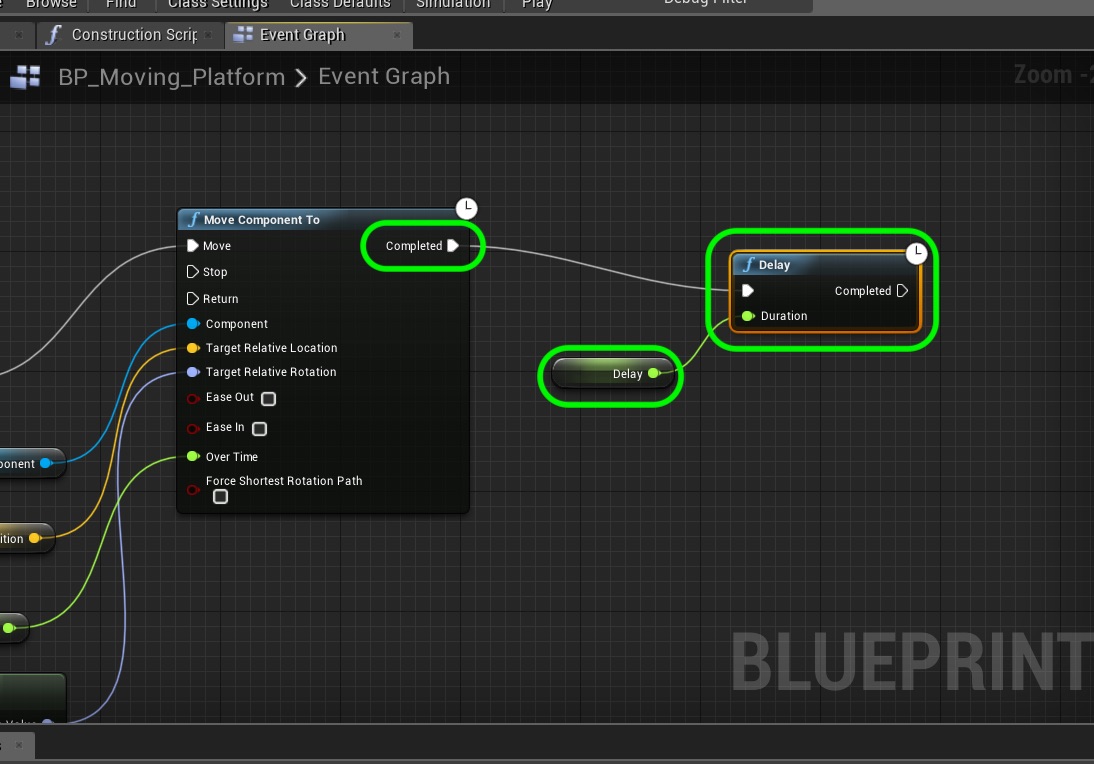 Browse Find Class Settings Class Defaults Simulation Play Debug Filter
Construction Scrip Event Graph
BP_Moving_Platform > Event Graph
Zoom -2
Move Component To
Move Completed
Stop
Return
Component
Target Relative Location
Target Relative Rotation
Ease Out
Ease In
Over Time
Force Shortest Rotation Path
Delay
Completed
Duration
Delay
ponent
ition
Value
BLUEPRINT